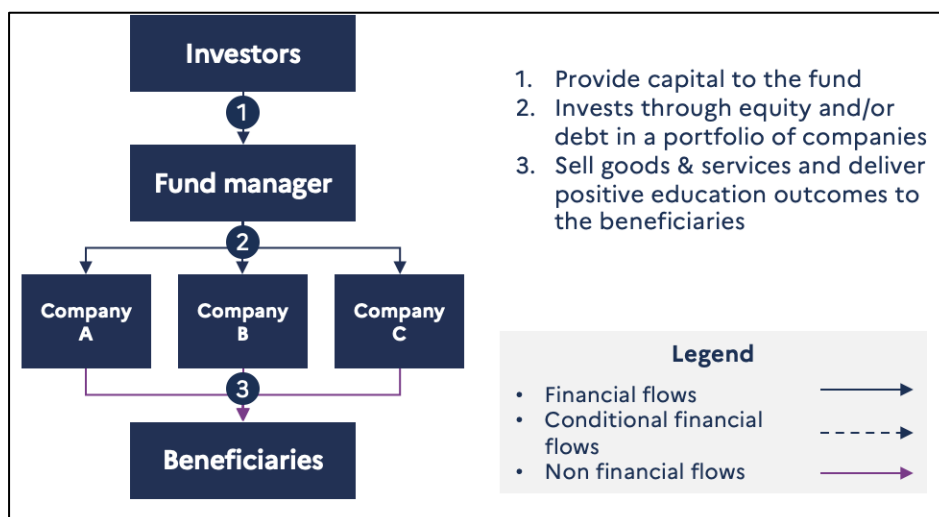 Investors
1
Fund manager
2
Company
A
Company
B
Company
C
3
Beneficiaries
1. Provide capital to the fund
2. Invests through equity and/or
debt in a portfolio of companies
3. Sell goods & services and deliver
positive education outcomes to
the beneficiaries
Legend
• Financial flows
• Conditional financial
flows
• Non financial flows